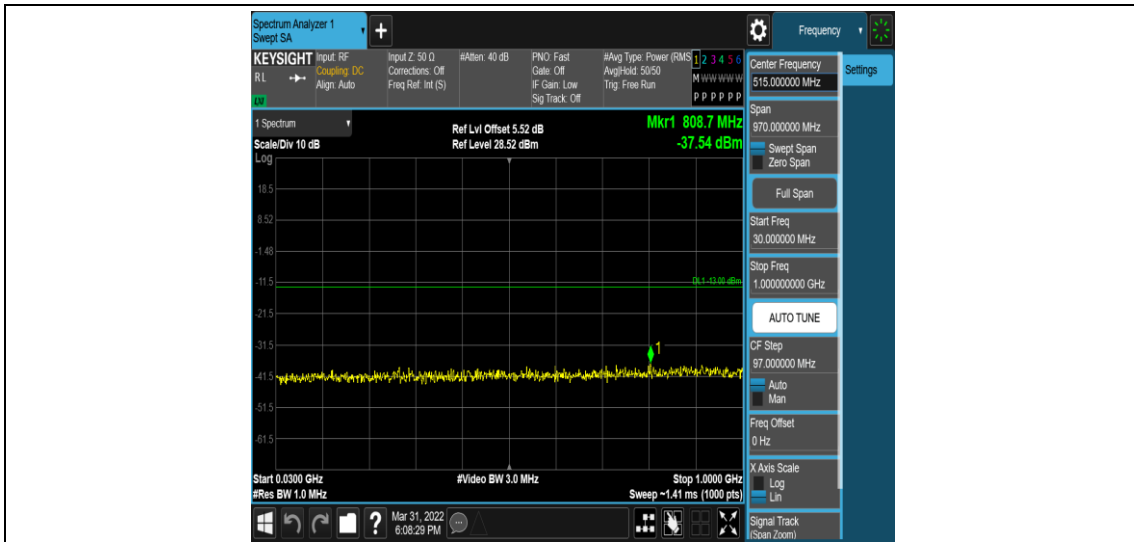 Spectrum Analyzer 1
Swept SA
+
Frequency
KEYSIGHT
RL
LXI
Input: RF
Coupling: DC
Align: Auto
Input Z: 50 Ω
Corrections: Off
Freq Ref: Int (S)
#Atten: 40 dB
PNO: Fast
Gate: Off
IF Gain: Low
Sig Track: Off
#Avg Type: Power (RMS
Avg|Hold: 50/50
Trig: Free Run
1 2 3 4 5 6
M W W W W W
P P P P P P
1 Spectrum
Scale/Div 10 dB
Log
Ref Lvl Offset 5.52 dB
Ref Level 28.52 dBm
Mkr1 808.7 MHz
-37.54 dBm
18.5
8.52
-1.48
-11.5
DL1 -13.00 dBm
-21.5
-31.5
1
-41.5
-51.5
-61.5
Start 0.0300 GHz
#Res BW 1.0 MHz
#Video BW 3.0 MHz
Stop 1.0000 GHz
Sweep ~1.41 ms (1000 pts)
?
Mar 31, 2022
6:08:29 PM
Center Frequency
515.000000 MHz
Settings
Span
970.000000 MHz
Swept Span
Zero Span
Full Span
Start Freq
30.000000 MHz
Stop Freq
1.000000000 GHz
AUTO TUNE
CF Step
97.000000 MHz
Auto
Man
Freq Offset
0 Hz
X Axis Scale
Log
Lin
Signal Track
(Span Zoom)